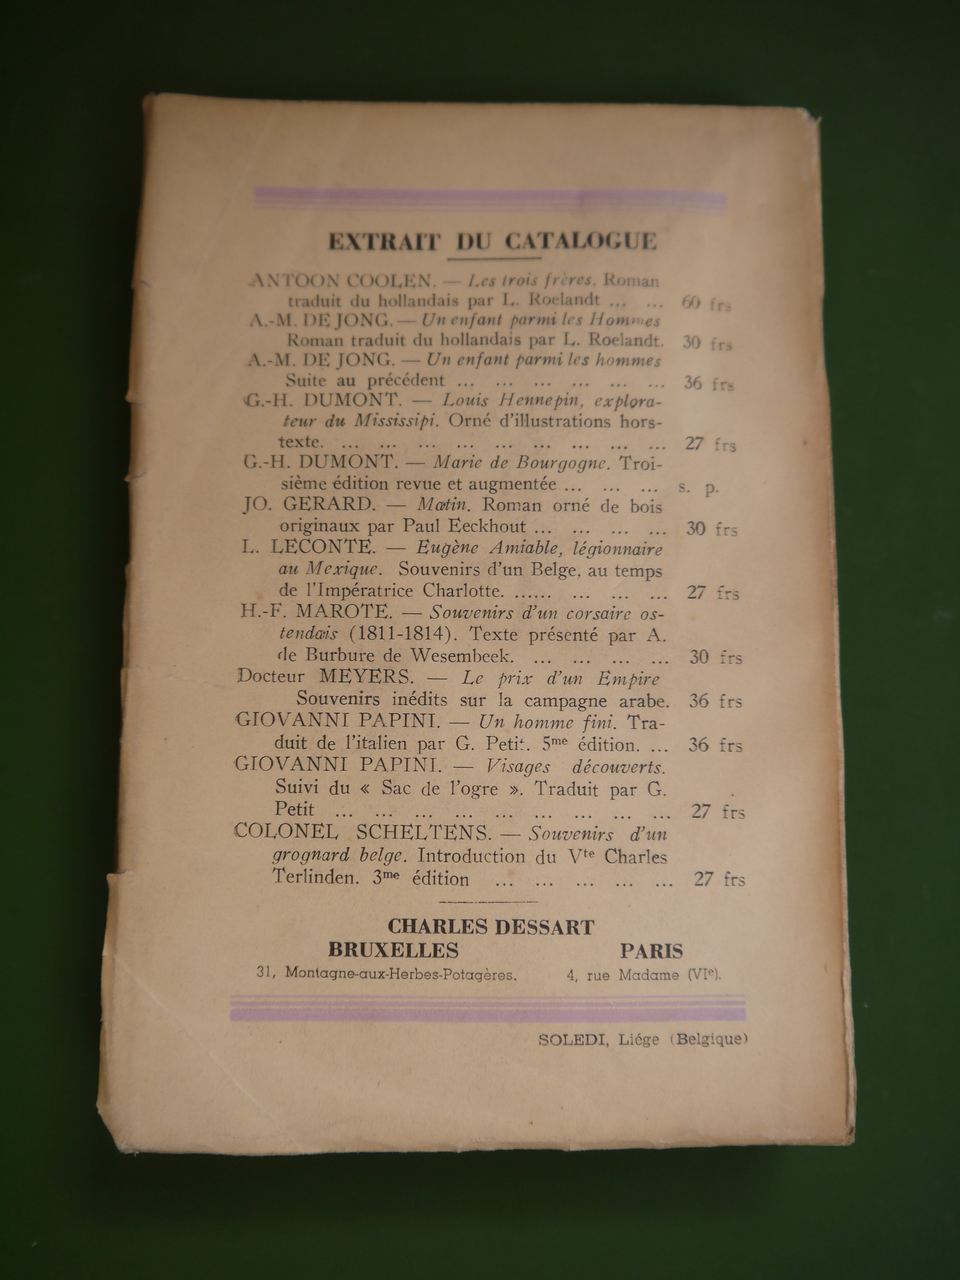 EXTRAIT DU CATALOGUE
ANTOON COOLEN. — Les trois frères. Roman
traduit du hollandais par L. Roelandt ... ... 60 frs
A.-M. DE JONG. — Un enfant parmi les Hommes
Roman traduit du hollandais par L. Roelandt. 30 frs
A.-M. DE JONG. — Un enfant parmi les hommes
Suite au précédent ... ... ... ... ... ... 36 frs
G.-H. DUMONT. — Louis Hennepin, explora-
teur du Mississipi. Orné d'illustrations hors-
texte. ... ... ... ... ... ... ... ... ... 27 frs
G.-H. DUMONT. — Marie de Bourgogne. Troi-
sième édition revue et augmentée ... ... ... s. p.
JO. GERARD. — Matin. Roman orné de bois
originaux par Paul Eeckhout ... ... ... ... 30 frs
L. LECONTE. — Eugène Amiable, légionnaire
au Mexique. Souvenirs d'un Belge, au temps
de l'Impératrice Charlotte. ...... ... ... ... 27 frs
H.-F. MAROTE. — Souvenirs d'un corsaire os-
tendais (1811-1814). Texte présenté par A.
de Burbure de Wesembeek. ... ... ... ... 30 frs
Docteur MEYERS. — Le prix d'un Empire
Souvenirs inédits sur la campagne arabe. 36 frs
GIOVANNI PAPINI. — Un homme fini. Tra-
duit de l'italien par G. Petit. 5me édition. ... 36 frs
GIOVANNI PAPINI. — Visages découverts.
Suivi du « Sac de l'ogre ». Traduit par G.
Petit ... ... ... ... ... ... ... ... ... 27 frs
COLONEL SCHELTENS. — Souvenirs d'un
grognard belge. Introduction du Vte Charles
Terlinden. 3me édition ... ... ... ... ... 27 frs
CHARLES DESSART
BRUXELLES PARIS
31, Montagne-aux-Herbes-Potagères. 4, rue Madame (VIe).
SOLEDI, Liége (Belgique)